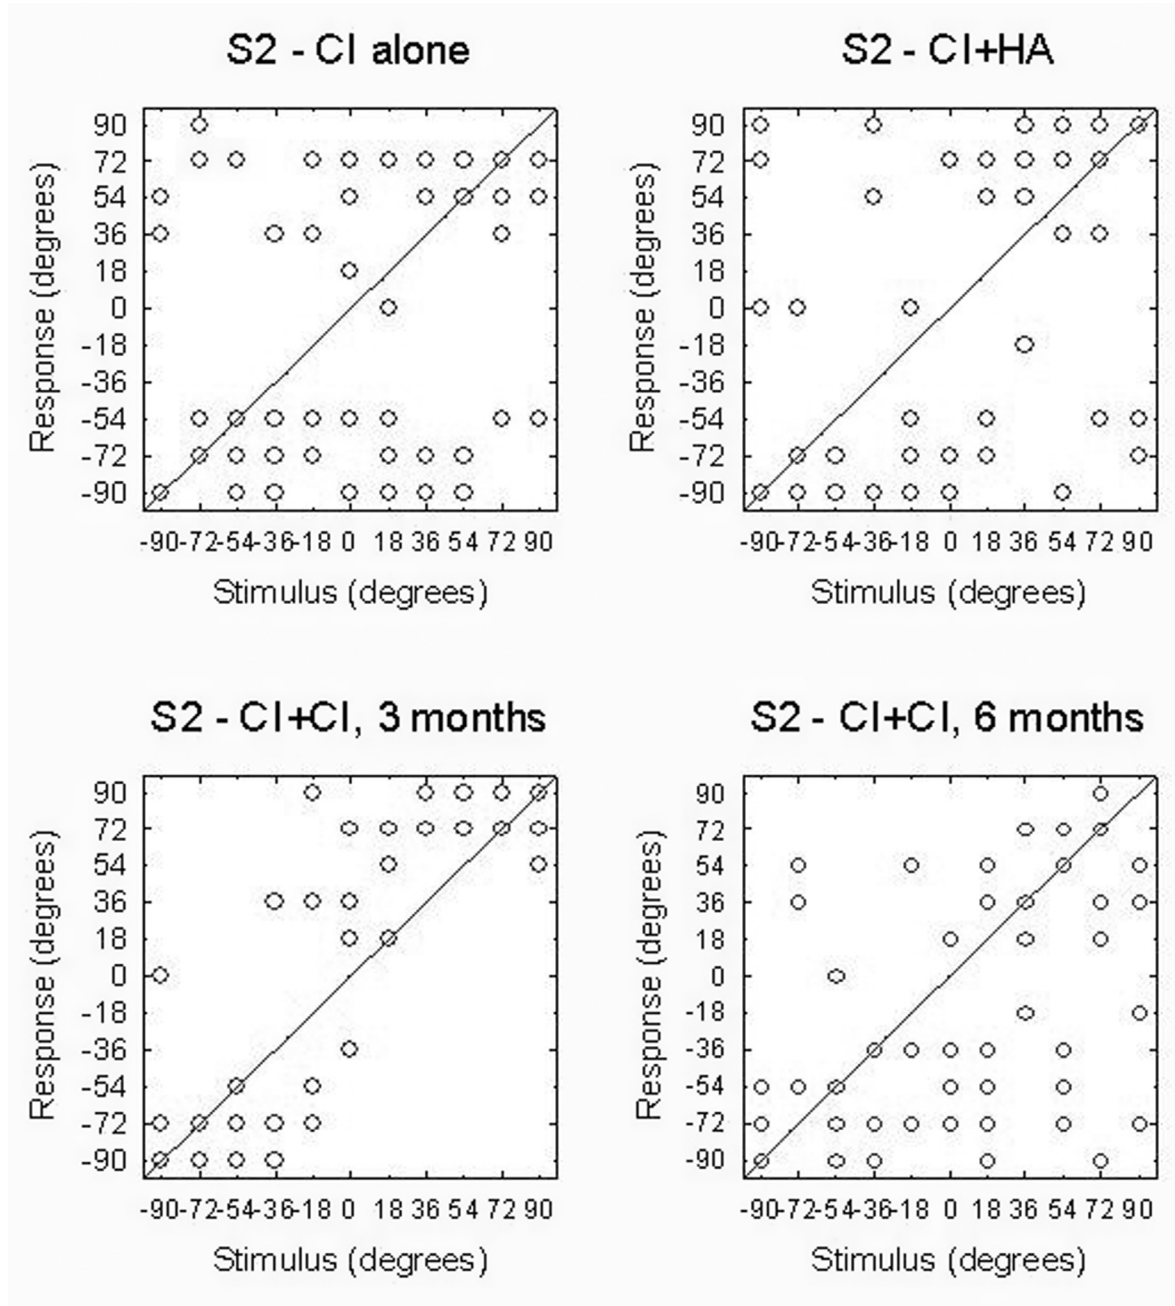 S2 - CI alone
90
72
54
36
18
0
-18
-36
-54
-72
-90
Response (degrees)
-90-72-54-36-18 0 18 36 54 72 90
Stimulus (degrees)
S2 - CI+HA
90
72
54
36
18
0
-18
-36
-54
-72
-90
Response (degrees)
-90-72-54-36-18 0 18 36 54 72 90
Stimulus (degrees)
S2 - CI+CI, 3 months
90
72
54
36
18
0
-18
-36
-54
-72
-90
Response (degrees)
-90-72-54-36-18 0 18 36 54 72 90
Stimulus (degrees)
S2 - CI+CI, 6 months
90
72
54
36
18
0
-18
-36
-54
-72
-90
Response (degrees)
-90-72-54-36-18 0 18 36 54 72 90
Stimulus (degrees)